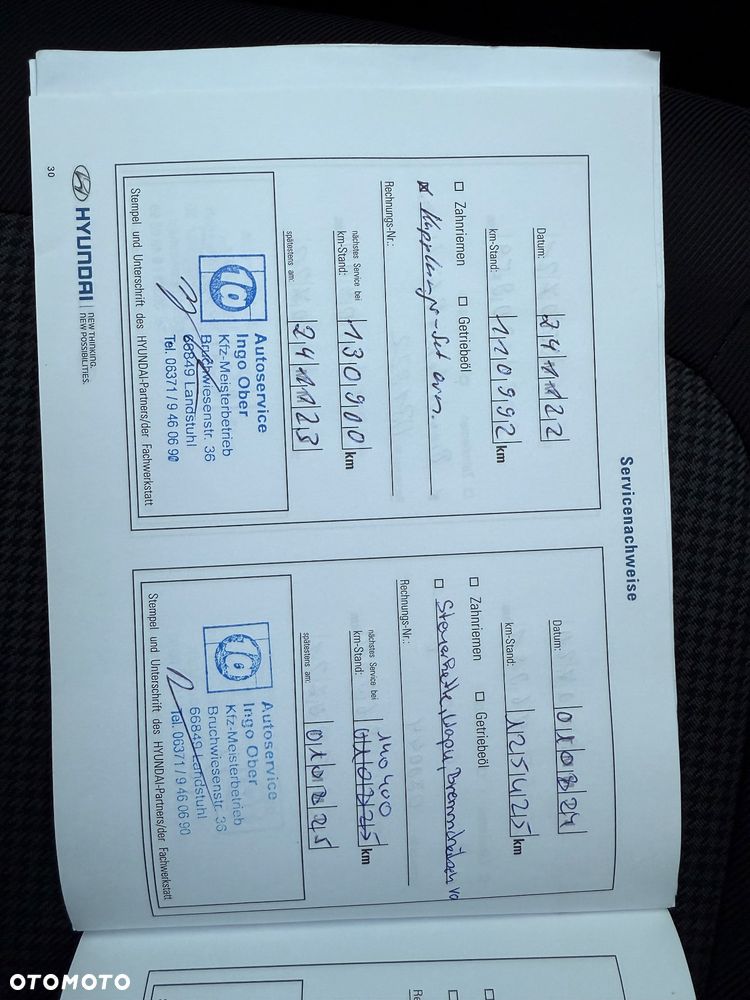 Servicenachweise
Datum: 24 11 22
km-Stand: 110992 km
Zahnriemen Getriebeöl
Kupplungs-Set ern.
Rechnungs-Nr.:
nächstes Service bei
km-Stand: 130900 km
spätestens am: 24 11 23
Autoservice
Ingo Ober
Kfz-Meisterbetrieb
Bruchwiesenstr. 36
66849 Landstuhl
Tel. 06371 / 9 46 06 90
Stempel und Unterschrift des HYUNDAI-Partners/der Fachwerkstatt
Datum: 01 08 24
km-Stand: 125425 km
Zahnriemen Getriebeöl
Steuerkette, Wapu, Bremsscheiben
Rechnungs-Nr.:
140400
nächstes Service bei
km-Stand: km
spätestens am: 01 08 25
Autoservice
Ingo Ober
Kfz-Meisterbetrieb
Bruchwiesenstr. 36
66849 Landstuhl
Tel. 06371 / 9 46 06 90
Stempel und Unterschrift des HYUNDAI-Partners/der Fachwerkstatt
30
HYUNDAI
NEW THINKING.
NEW POSSIBILITIES.
OTOMOTO